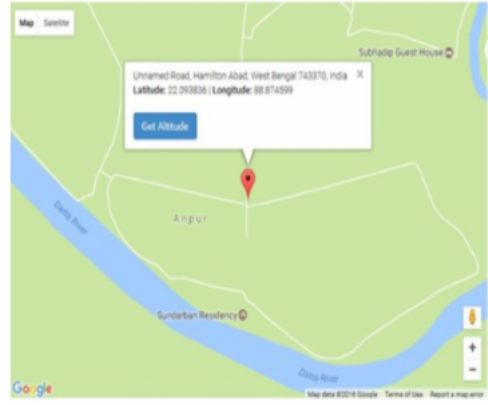 Map Satellite
Subhadip Guest House
Unnamed Road, Hamilton Abad, West Bengal 743370, India X
Latitude: 22.093836 | Longitude: 88.874599
Get Altitude
Datta River
Anpur
Sundarban Residency
Datta River
+
−
Google
Map data ©2016 Google Terms of Use Report a map error